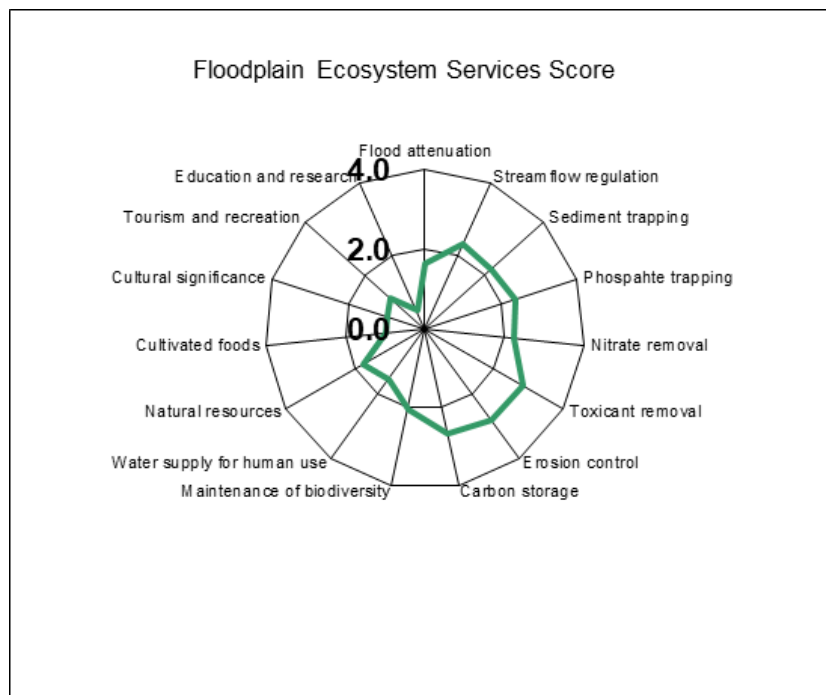 Floodplain Ecosystem Services Score
Flood attenuation
4.0
Education and research
Streamflow regulation
Tourism and recreation
Sediment trapping
2.0
Cultural significance
Phospahte trapping
0.0
Cultivated foods
Nitrate removal
Natural resources
Toxicant removal
Water supply for human use
Erosion control
Maintenance of biodiversity
Carbon storage